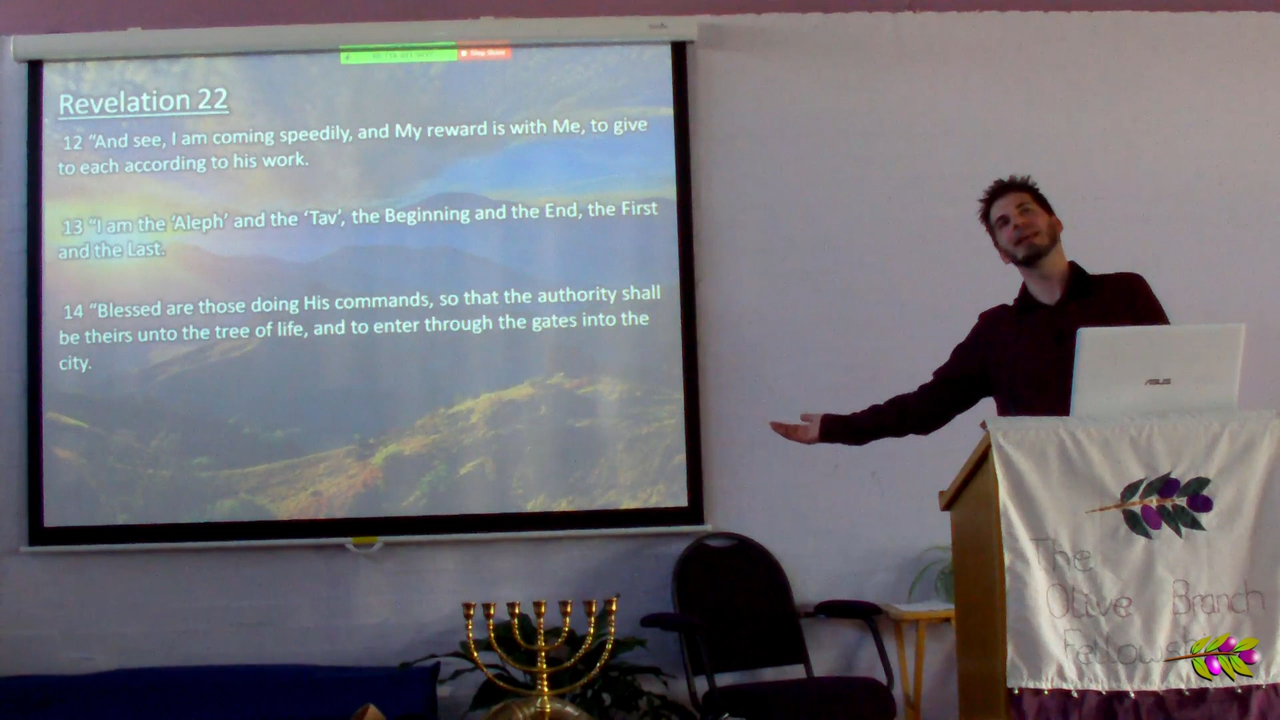 Revelation 22
12 “And see, I am coming speedily, and My reward is with Me, to give
to each according to his work.
13 “I am the ‘Aleph’ and the ‘Tav’, the Beginning and the End, the First
and the Last.
14 “Blessed are those doing His commands, so that the authority shall
be theirs unto the tree of life, and to enter through the gates into the
city.
ASUS
The
Olive Branch